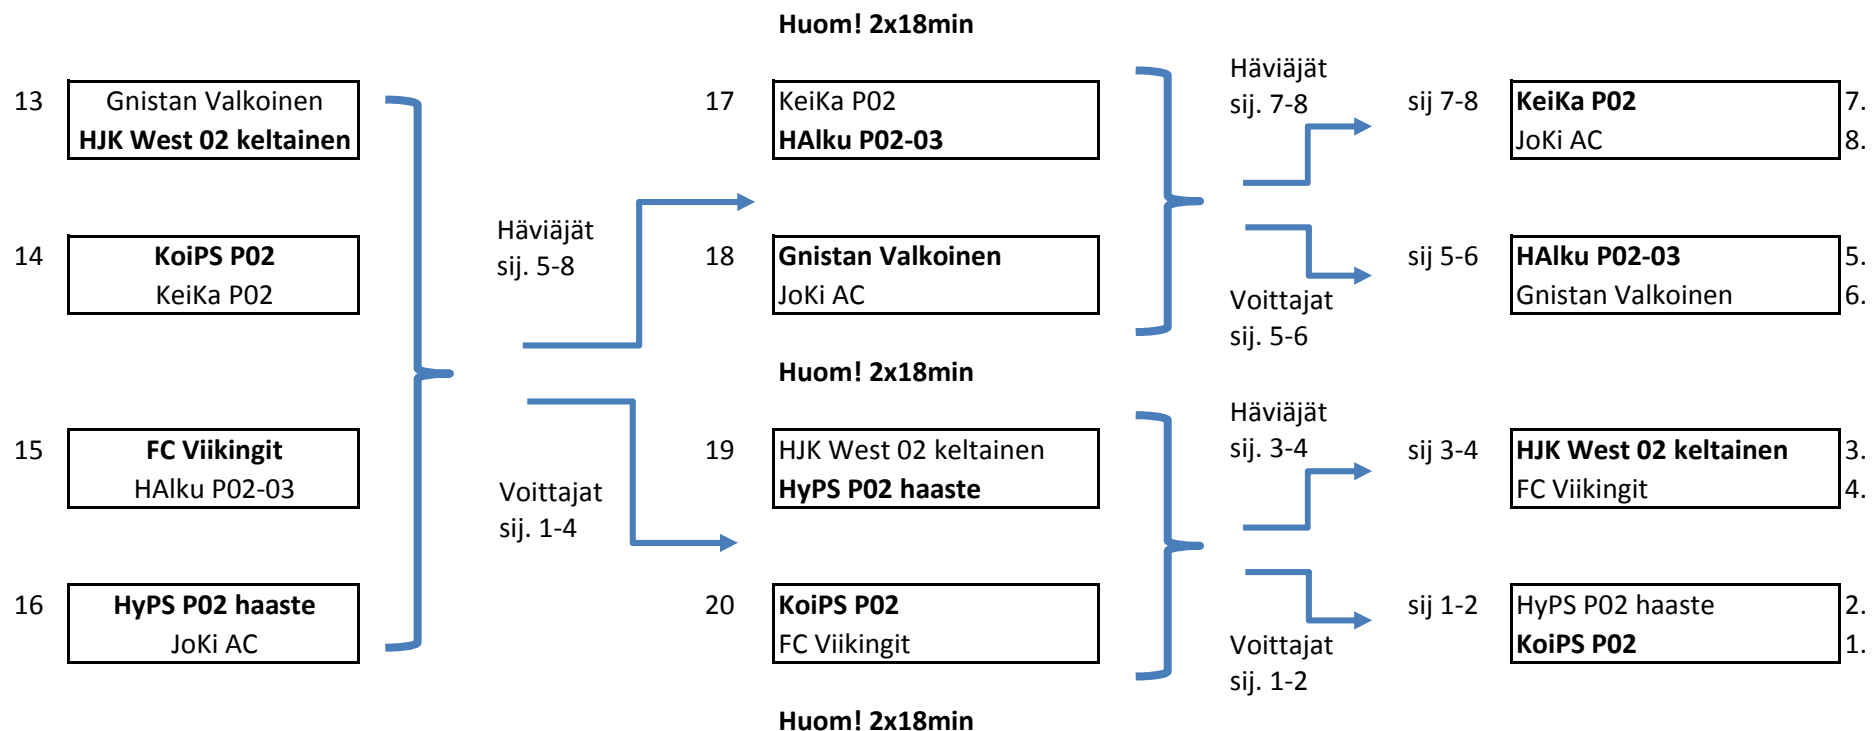 Huom! 2x18min
13
Gnistan Valkoinen
HJK West 02 keltainen
14
KoiPS P02
KeiKa P02
15
FC Viikingit
HAlku P02-03
16
HyPS P02 haaste
JoKi AC
Häviäjät
sij. 5-8
Voittajat
sij. 1-4
17
KeiKa P02
HAlku P02-03
18
Gnistan Valkoinen
JoKi AC
Huom! 2x18min
19
HJK West 02 keltainen
HyPS P02 haaste
20
KoiPS P02
FC Viikingit
Huom! 2x18min
Häviäjät
sij. 7-8
Voittajat
sij. 5-6
Häviäjät
sij. 3-4
Voittajat
sij. 1-2
sij 7-8
KeiKa P02 7.
JoKi AC 8.
sij 5-6
HAlku P02-03 5.
Gnistan Valkoinen 6.
sij 3-4
HJK West 02 keltainen 3.
FC Viikingit 4.
sij 1-2
HyPS P02 haaste 2.
KoiPS P02 1.